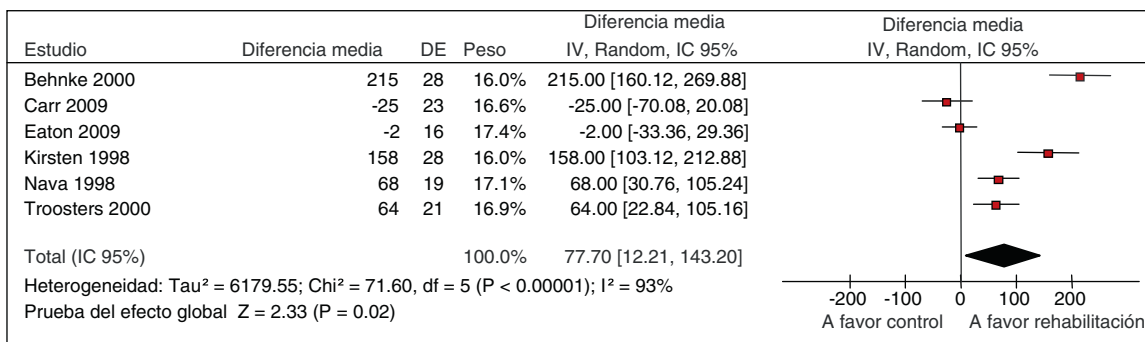 Diferencia media Diferencia media
Estudio Diferencia media DE Peso IV, Random, IC 95% IV, Random, IC 95%
Behnke 2000 215 28 16.0% 215.00 [160.12, 269.88]
Carr 2009 -25 23 16.6% -25.00 [-70.08, 20.08]
Eaton 2009 -2 16 17.4% -2.00 [-33.36, 29.36]
Kirsten 1998 158 28 16.0% 158.00 [103.12, 212.88]
Nava 1998 68 19 17.1% 68.00 [30.76, 105.24]
Troosters 2000 64 21 16.9% 64.00 [22.84, 105.16]
Total (IC 95%) 100.0% 77.70 [12.21, 143.20]
Heterogeneidad: Tau² = 6179.55; Chi² = 71.60, df = 5 (P < 0.00001); I² = 93%
Prueba del efecto global Z = 2.33 (P = 0.02)
-200 -100 0 100 200
A favor control A favor rehabilitación